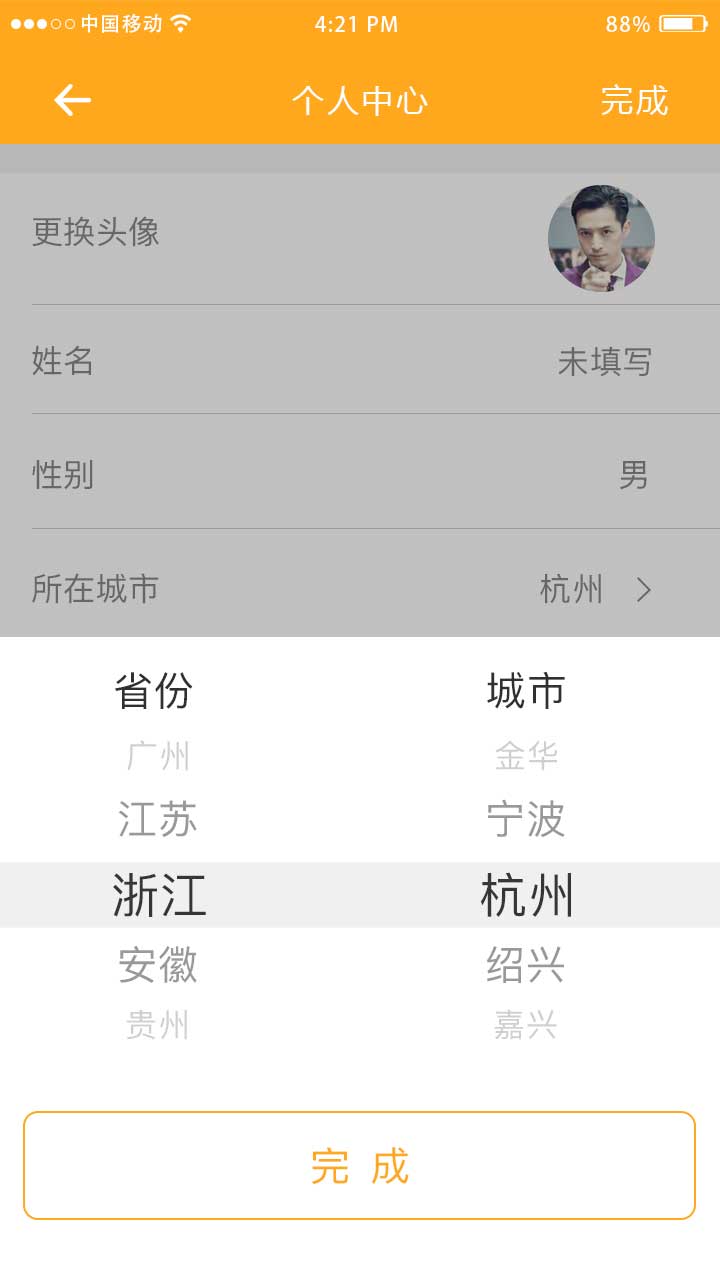 中国移动 4:21 PM 88%
个人中心 完成
更换头像
姓名 未填写
性别 男
所在城市 杭州
省份 城市
广州 金华
江苏 宁波
浙江 杭州
安徽 绍兴
贵州 嘉兴
完 成